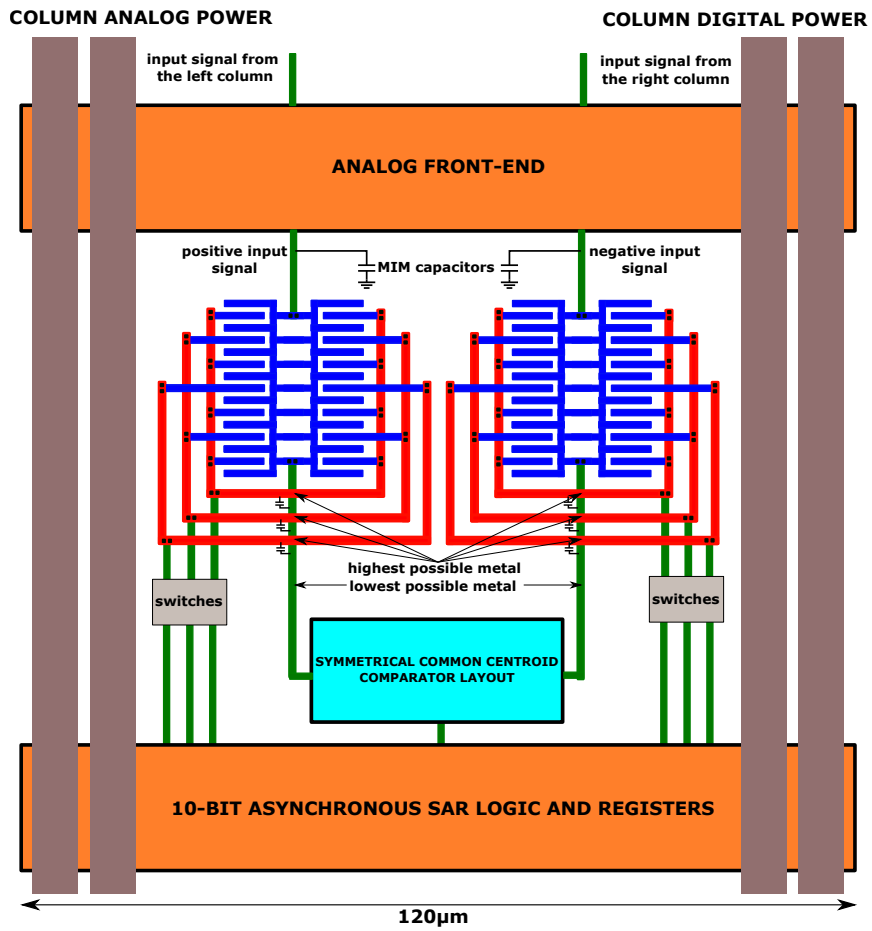 COLUMN ANALOG POWER
COLUMN DIGITAL POWER
input signal from
the left column
input signal from
the right column
ANALOG FRONT-END
positive input
signal
MIM capacitors
negative input
signal
highest possible metal
lowest possible metal
switches
switches
SYMMETRICAL COMMON CENTROID
COMPARATOR LAYOUT
10-BIT ASYNCHRONOUS SAR LOGIC AND REGISTERS
120μm